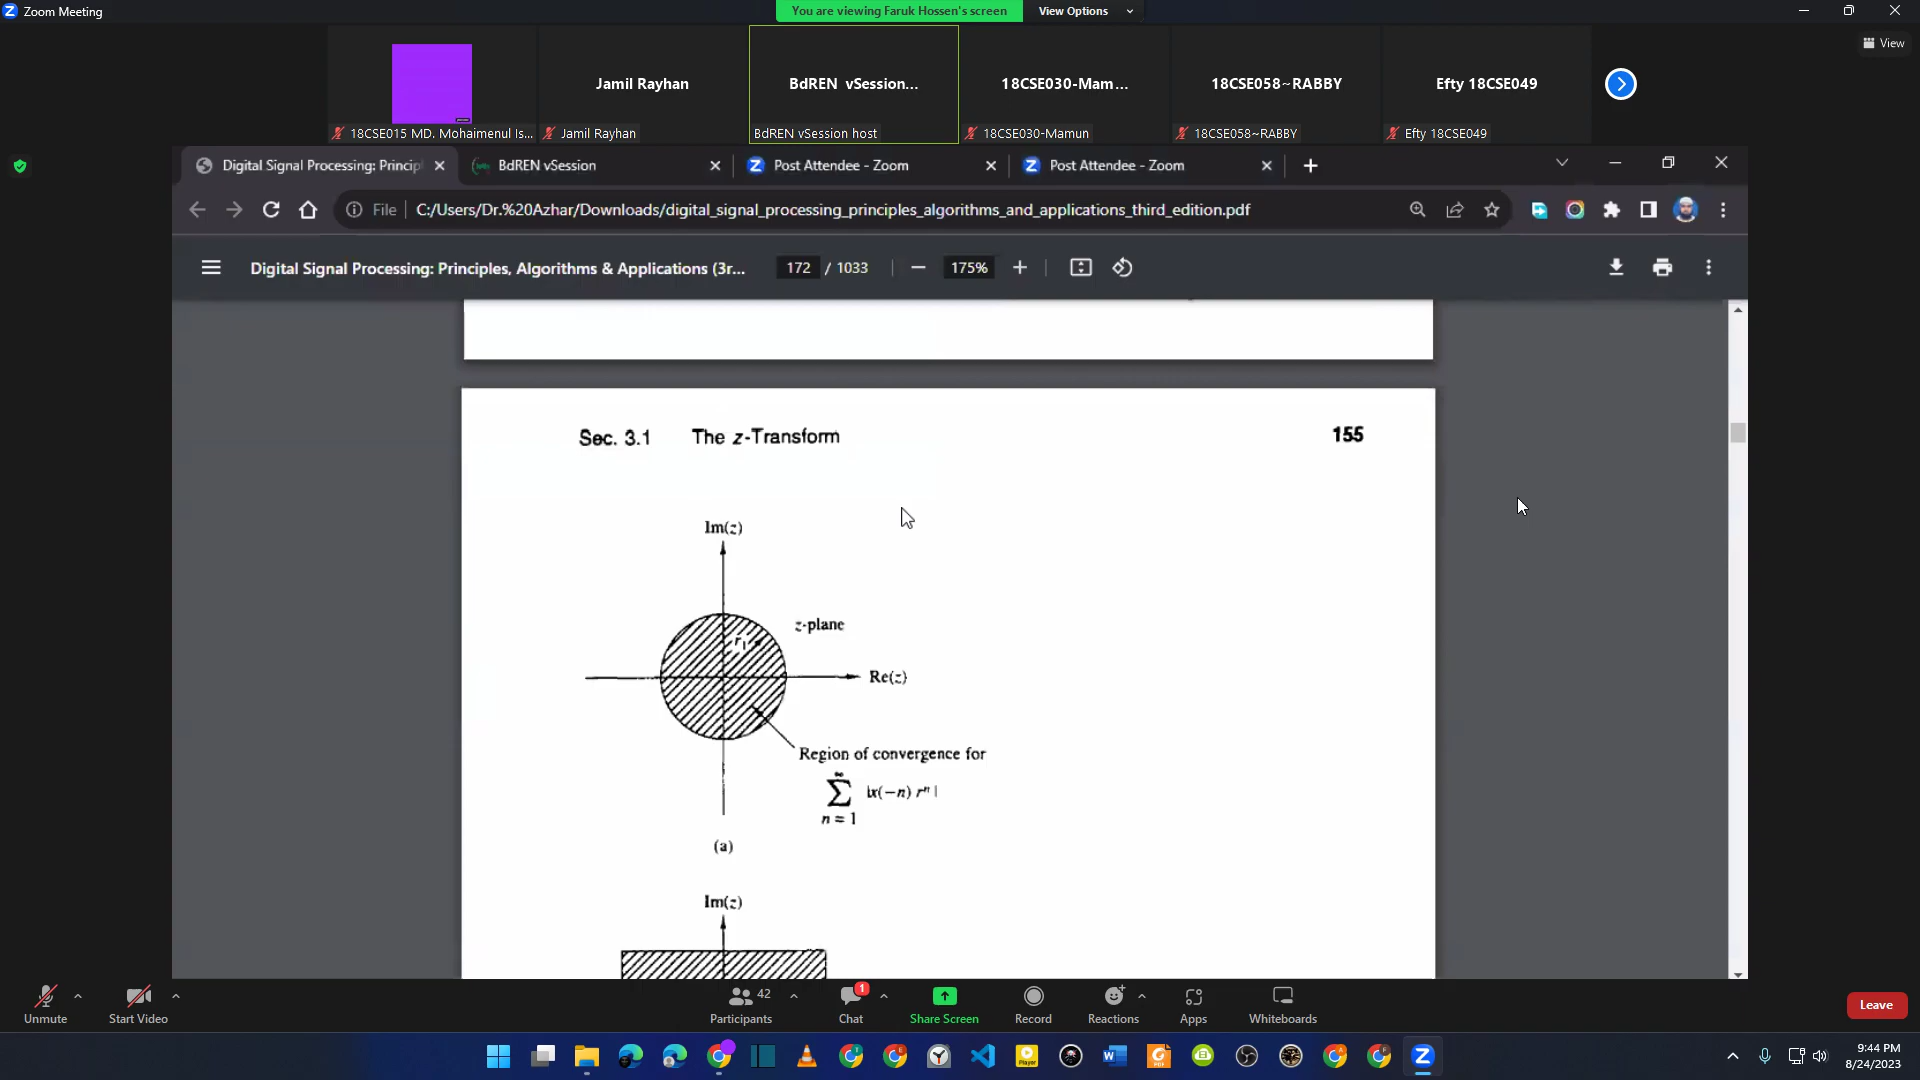 Zoom Meeting
You are viewing Faruk Hossen's screen
View Options
View
Jamil Rayhan
BdREN vSession...
18CSE030-Mam...
18CSE058~RABBY
Efty 18CSE049
18CSE015 MD. Mohaimenul Is...
Jamil Rayhan
BdREN vSession host
18CSE030-Mamun
18CSE058~RABBY
Efty 18CSE049
Digital Signal Processing: Princip
BdREN vSession
Post Attendee - Zoom
Post Attendee - Zoom
File
C:/Users/Dr.%20Azhar/Downloads/digital_signal_processing_principles_algorithms_and_applications_third_edition.pdf
Digital Signal Processing: Principles, Algorithms & Applications (3r...
172 / 1033
175%
Sec. 3.1 The z-Transform 155
Im(z)
z-plane
r₁
Re(z)
Region of convergence for
∞
∑ |x(−n) rⁿ|
n = 1
(a)
Im(z)
Unmute
Start Video
42
Participants
1
Chat
Share Screen
Record
Reactions
Apps
Whiteboards
Leave
9:44 PM
8/24/2023